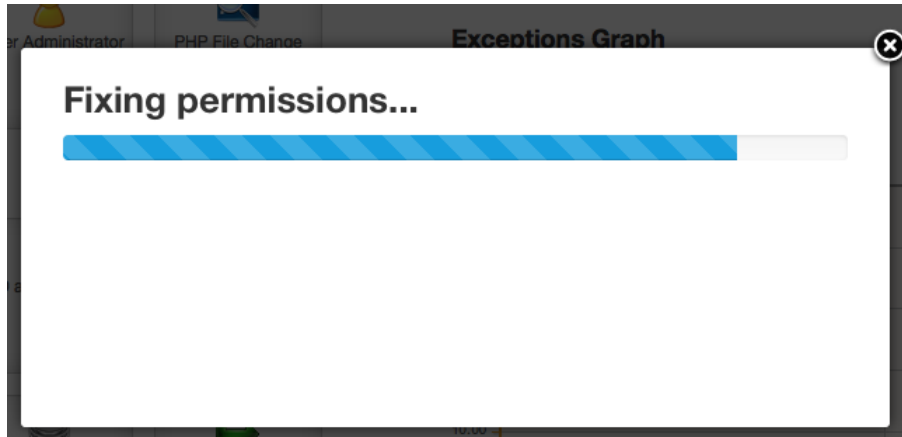 er Administrator
PHP File Change
Exceptions Graph
Fixing permissions...
10.00